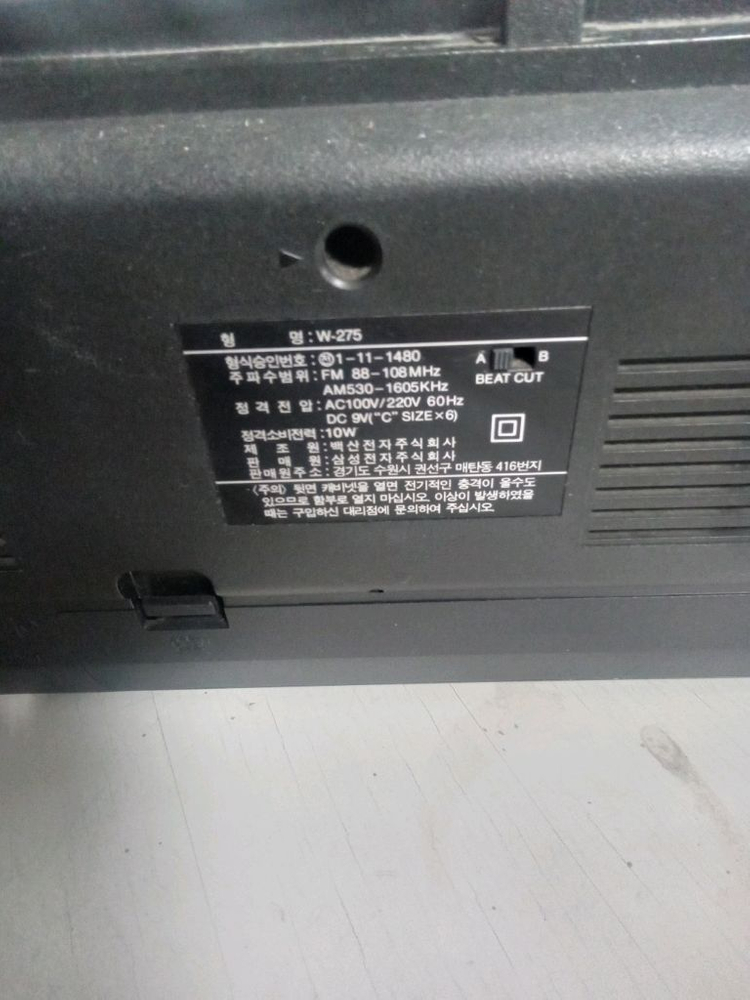 형 명 : W-275
형식승인번호 : ㉠1-11-1480
주파수범위 : FM 88-108MHz
AM530-1605KHz
A B
BEAT CUT
정격전압 : AC100V/220V 60Hz
DC 9V("C" SIZE×6)
정격소비전력 : 10W
제조원 : 백산전자주식회사
판매원 : 삼성전자주식회사
판매원주소 : 경기도 수원시 권선구 매탄동 416번지
〈주의〉 뒷면 캐비넷을 열면 전기적인 충격이 올수도
있으므로 함부로 열지 마십시오. 이상이 발생하였을
때는 구입하신 대리점에 문의하여 주십시오.